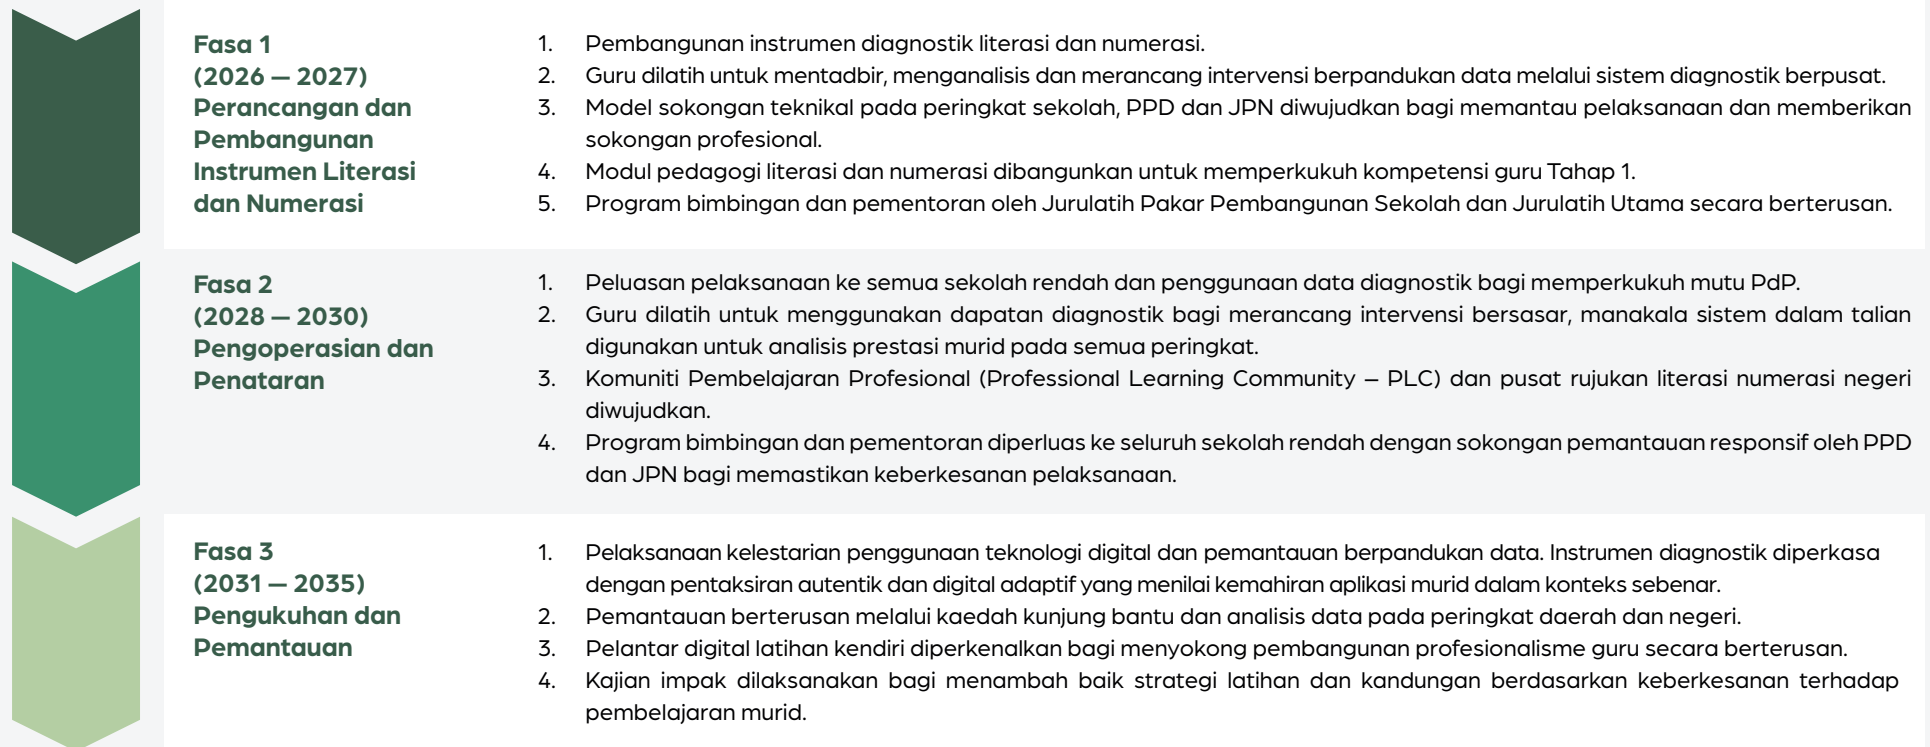 Fasa 1
(2026 – 2027)
Perancangan dan
Pembangunan
Instrumen Literasi
dan Numerasi
1. Pembangunan instrumen diagnostik literasi dan numerasi.
2. Guru dilatih untuk mentadbir, menganalisis dan merancang intervensi berpandukan data melalui sistem diagnostik berpusat.
3. Model sokongan teknikal pada peringkat sekolah, PPD dan JPN diwujudkan bagi memantau pelaksanaan dan memberikan
sokongan profesional.
4. Modul pedagogi literasi dan numerasi dibangunkan untuk memperkukuh kompetensi guru Tahap 1.
5. Program bimbingan dan pementoran oleh Jurulatih Pakar Pembangunan Sekolah dan Jurulatih Utama secara berterusan.
Fasa 2
(2028 – 2030)
Pengoperasian dan
Penataran
1. Peluasan pelaksanaan ke semua sekolah rendah dan penggunaan data diagnostik bagi memperkukuh mutu PdP.
2. Guru dilatih untuk menggunakan dapatan diagnostik bagi merancang intervensi bersasar, manakala sistem dalam talian
digunakan untuk analisis prestasi murid pada semua peringkat.
3. Komuniti Pembelajaran Profesional (Professional Learning Community – PLC) dan pusat rujukan literasi numerasi negeri
diwujudkan.
4. Program bimbingan dan pementoran diperluas ke seluruh sekolah rendah dengan sokongan pemantauan responsif oleh PPD
dan JPN bagi memastikan keberkesanan pelaksanaan.
Fasa 3
(2031 – 2035)
Pengukuhan dan
Pemantauan
1. Pelaksanaan kelestarian penggunaan teknologi digital dan pemantauan berpandukan data. Instrumen diagnostik diperkasa
dengan pentaksiran autentik dan digital adaptif yang menilai kemahiran aplikasi murid dalam konteks sebenar.
2. Pemantauan berterusan melalui kaedah kunjung bantu dan analisis data pada peringkat daerah dan negeri.
3. Pelantar digital latihan kendiri diperkenalkan bagi menyokong pembangunan profesionalisme guru secara berterusan.
4. Kajian impak dilaksanakan bagi menambah baik strategi latihan dan kandungan berdasarkan keberkesanan terhadap
pembelajaran murid.